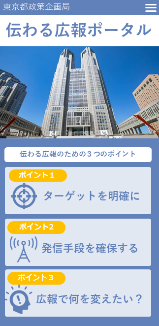 東京都政策企画局
伝わる広報ポータル
伝わる広報のための３つのポイント
ポイント１
ターゲットを明確に
ポイント2
発信手段を確保する
ポイント３
広報で何を変えたい？